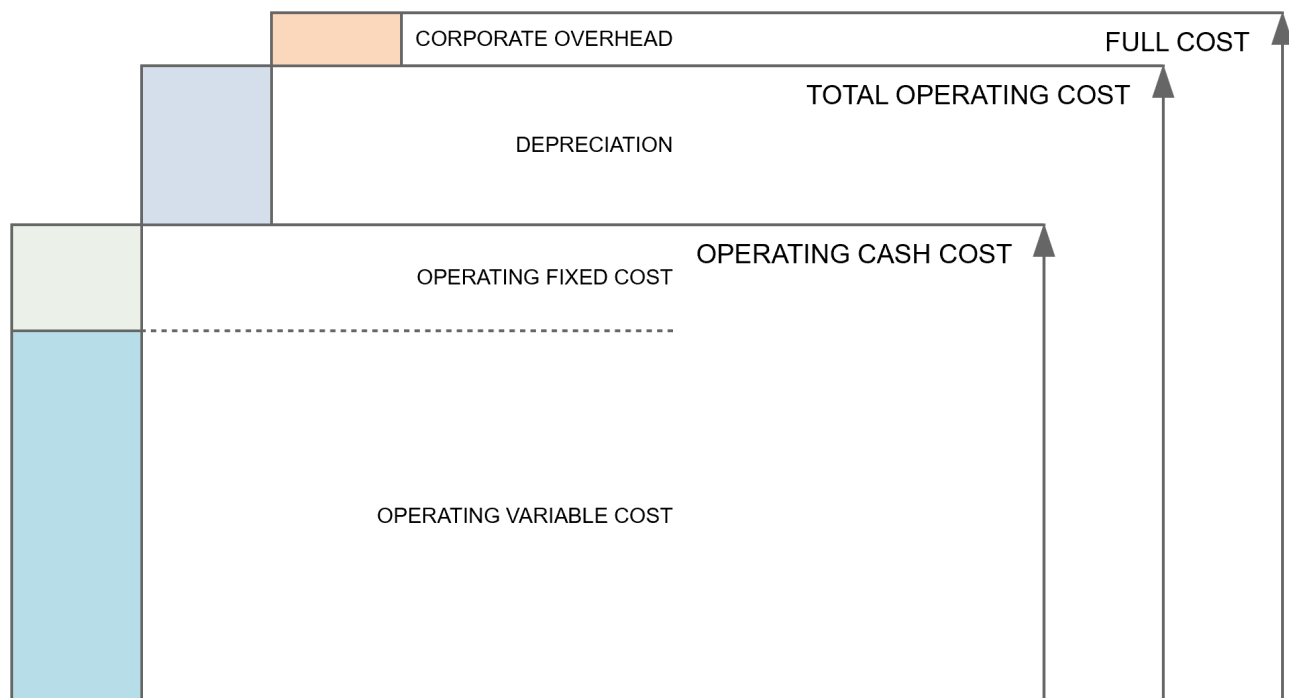 CORPORATE OVERHEAD
FULL COST
TOTAL OPERATING COST
DEPRECIATION
OPERATING CASH COST
OPERATING FIXED COST
OPERATING VARIABLE COST